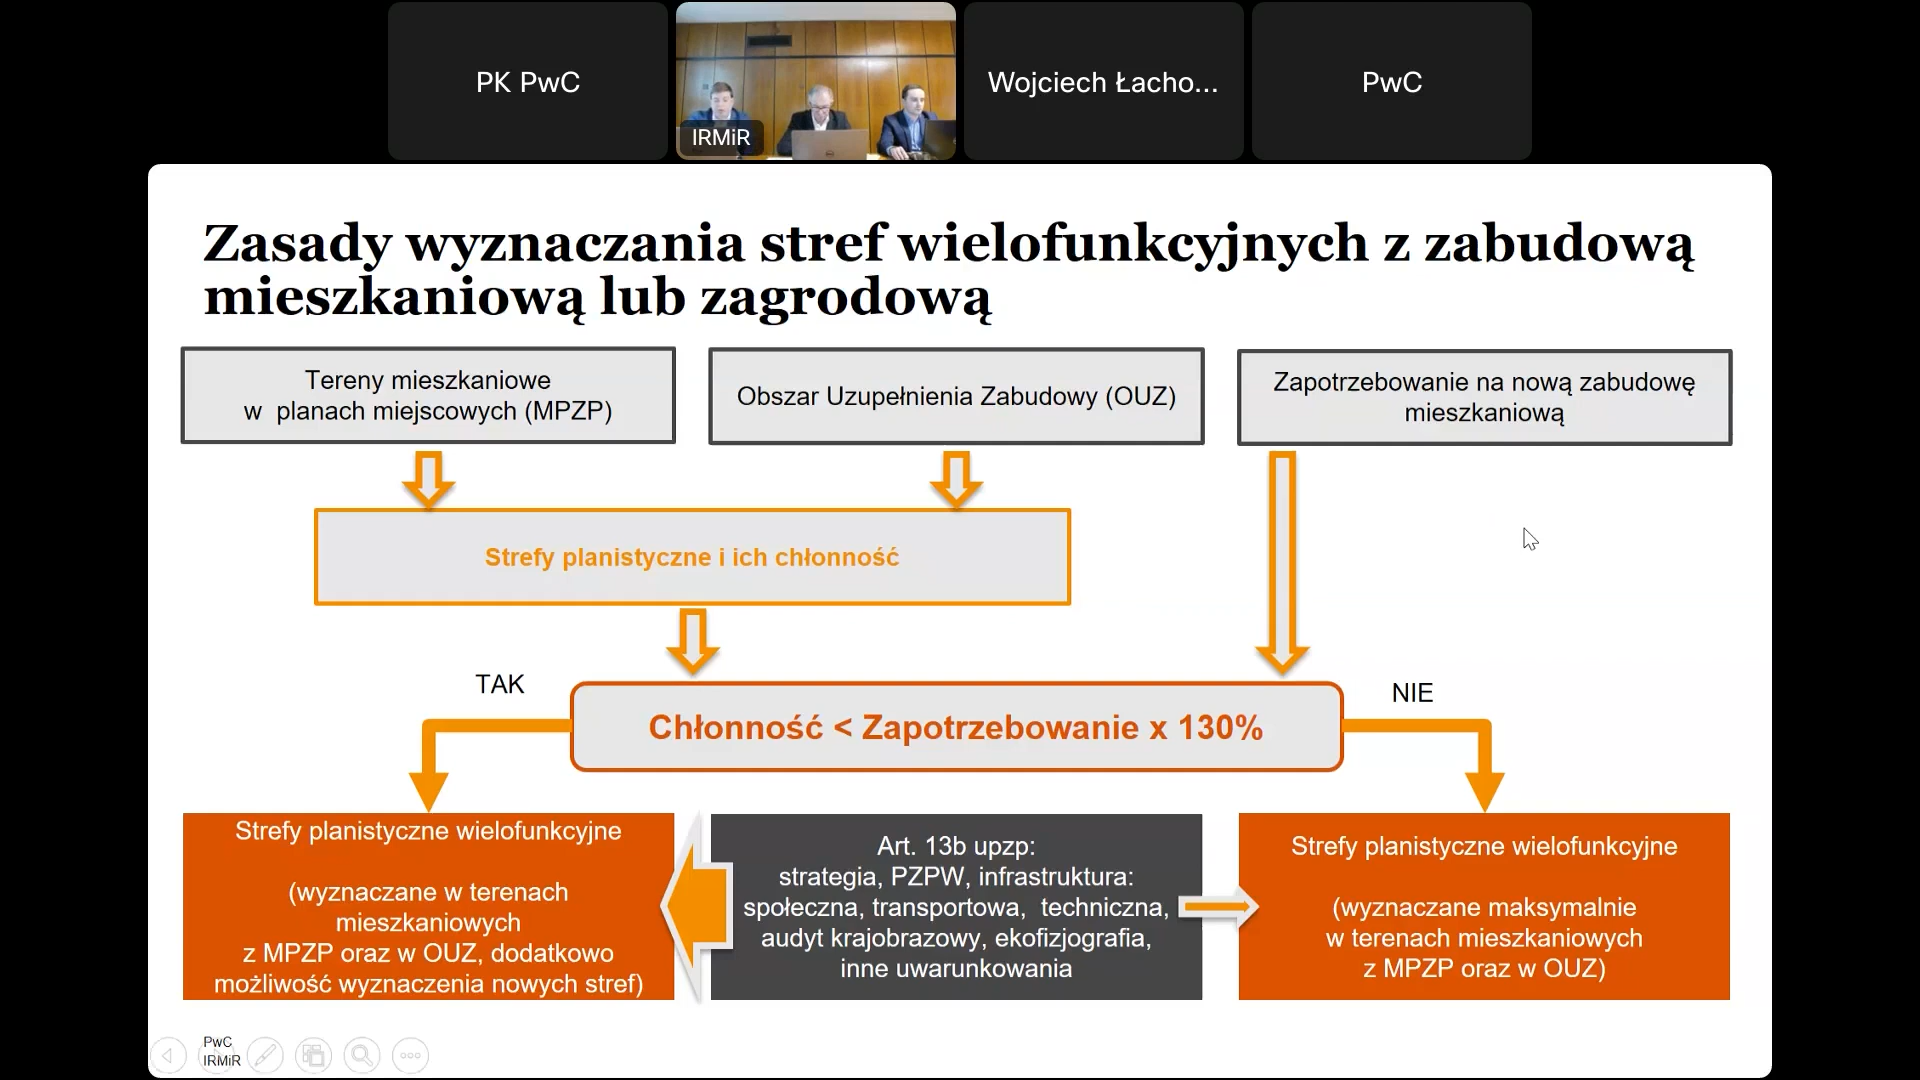 PK PwC
IRMiR
Wojciech Łacho...
PwC
Zasady wyznaczania stref wielofunkcyjnych z zabudową
mieszkaniową lub zagrodową
Tereny mieszkaniowe
w planach miejscowych (MPZP)
Obszar Uzupełnienia Zabudowy (OUZ)
Zapotrzebowanie na nową zabudowę
mieszkaniową
Strefy planistyczne i ich chłonność
TAK
NIE
Chłonność < Zapotrzebowanie x 130%
Strefy planistyczne wielofunkcyjne
(wyznaczane w terenach
mieszkaniowych
z MPZP oraz w OUZ, dodatkowo
możliwość wyznaczenia nowych stref)
Art. 13b upzp:
strategia, PZPW, infrastruktura:
społeczna, transportowa, techniczna,
audyt krajobrazowy, ekofizjografia,
inne uwarunkowania
Strefy planistyczne wielofunkcyjne
(wyznaczane maksymalnie
w terenach mieszkaniowych
z MPZP oraz w OUZ)
PwC
IRMiR